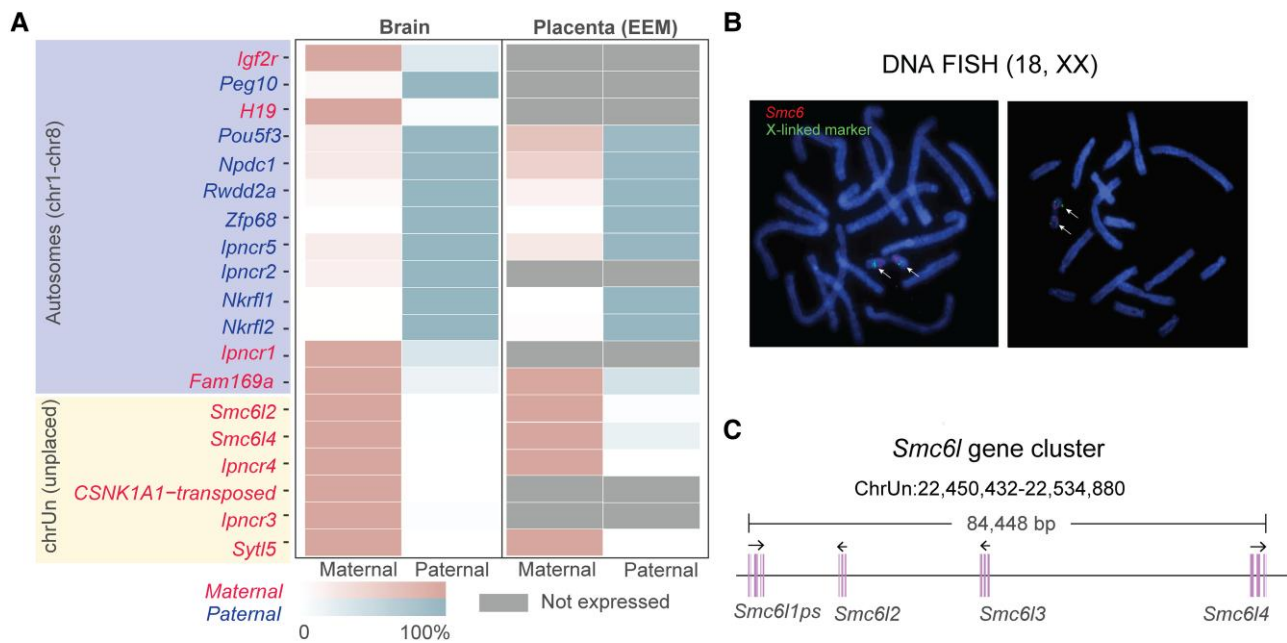 A
Brain Placenta (EEM)
Autosomes (chr1-chr8)
Igf2r
Peg10
H19
Pou5f3
Npdc1
Rwdd2a
Zfp68
Ipncr5
Ipncr2
Nkrfl1
Nkrfl2
Ipncr1
Fam169a
chrUn (unplaced)
Smc6l2
Smc6l4
Ipncr4
CSNK1A1−transposed
Ipncr3
Sytl5
Maternal Paternal Maternal Paternal
Maternal
Paternal
0 100%
Not expressed
B
DNA FISH (18, XX)
Smc6
X-linked marker
C
Smc6l gene cluster
ChrUn:22,450,432-22,534,880
84,448 bp
Smc6l1ps Smc6l2 Smc6l3 Smc6l4